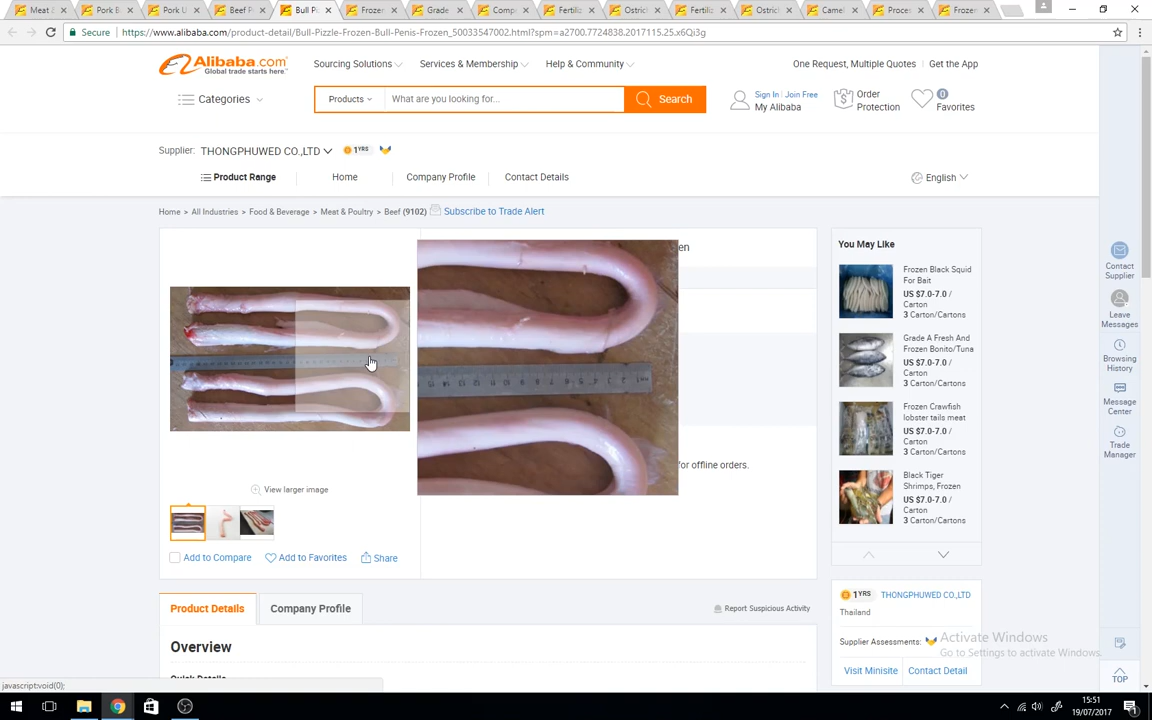 Meat &
Pork B
Pork U
Beef P
Bull P
Frozen
Grade
Comp
Fertiliz
Ostrich
Fertiliz
Ostrich
Camel
Proces
Frozen
Secure
https://www.alibaba.com/product-detail/Bull-Pizzle-Frozen-Bull-Penis-Frozen_50033547002.html?spm=a2700.7724838.2017115.25.x6Qi3g
Alibaba.com
Global trade starts here.™
Sourcing Solutions
Services & Membership
Help & Community
One Request, Multiple Quotes
Get the App
Categories
Products
What are you looking for...
Search
Sign In
Join Free
My Alibaba
Order
Protection
0
Favorites
Supplier:
THONGPHUWED CO.,LTD
1YRS
Product Range
Home
Company Profile
Contact Details
English
Home > All Industries > Food & Beverage > Meat & Poultry > Beef (9102)
Subscribe to Trade Alert
en
for offline orders.
View larger image
Add to Compare
Add to Favorites
Share
Product Details
Company Profile
Report Suspicious Activity
Overview
You May Like
Frozen Black Squid
For Bait
US $7.0-7.0 /
Carton
3 Carton/Cartons
Grade A Fresh And
Frozen Bonito/Tuna
US $7.0-7.0 /
Carton
3 Carton/Cartons
Frozen Crawfish
lobster tails meat
US $7.0-7.0 /
Carton
3 Carton/Cartons
Black Tiger
Shrimps, Frozen
US $7.0-7.0 /
Carton
3 Carton/Cartons
1YRS
THONGPHUWED CO.,LTD
Thailand
Supplier Assessments:
Visit Minisite
Contact Detail
Contact
Supplier
Leave
Messages
Browsing
History
Message
Center
Trade
Manager
TOP
Activate Windows
Go to Settings to activate Windows.
javascript:void(0);
15:51
19/07/2017